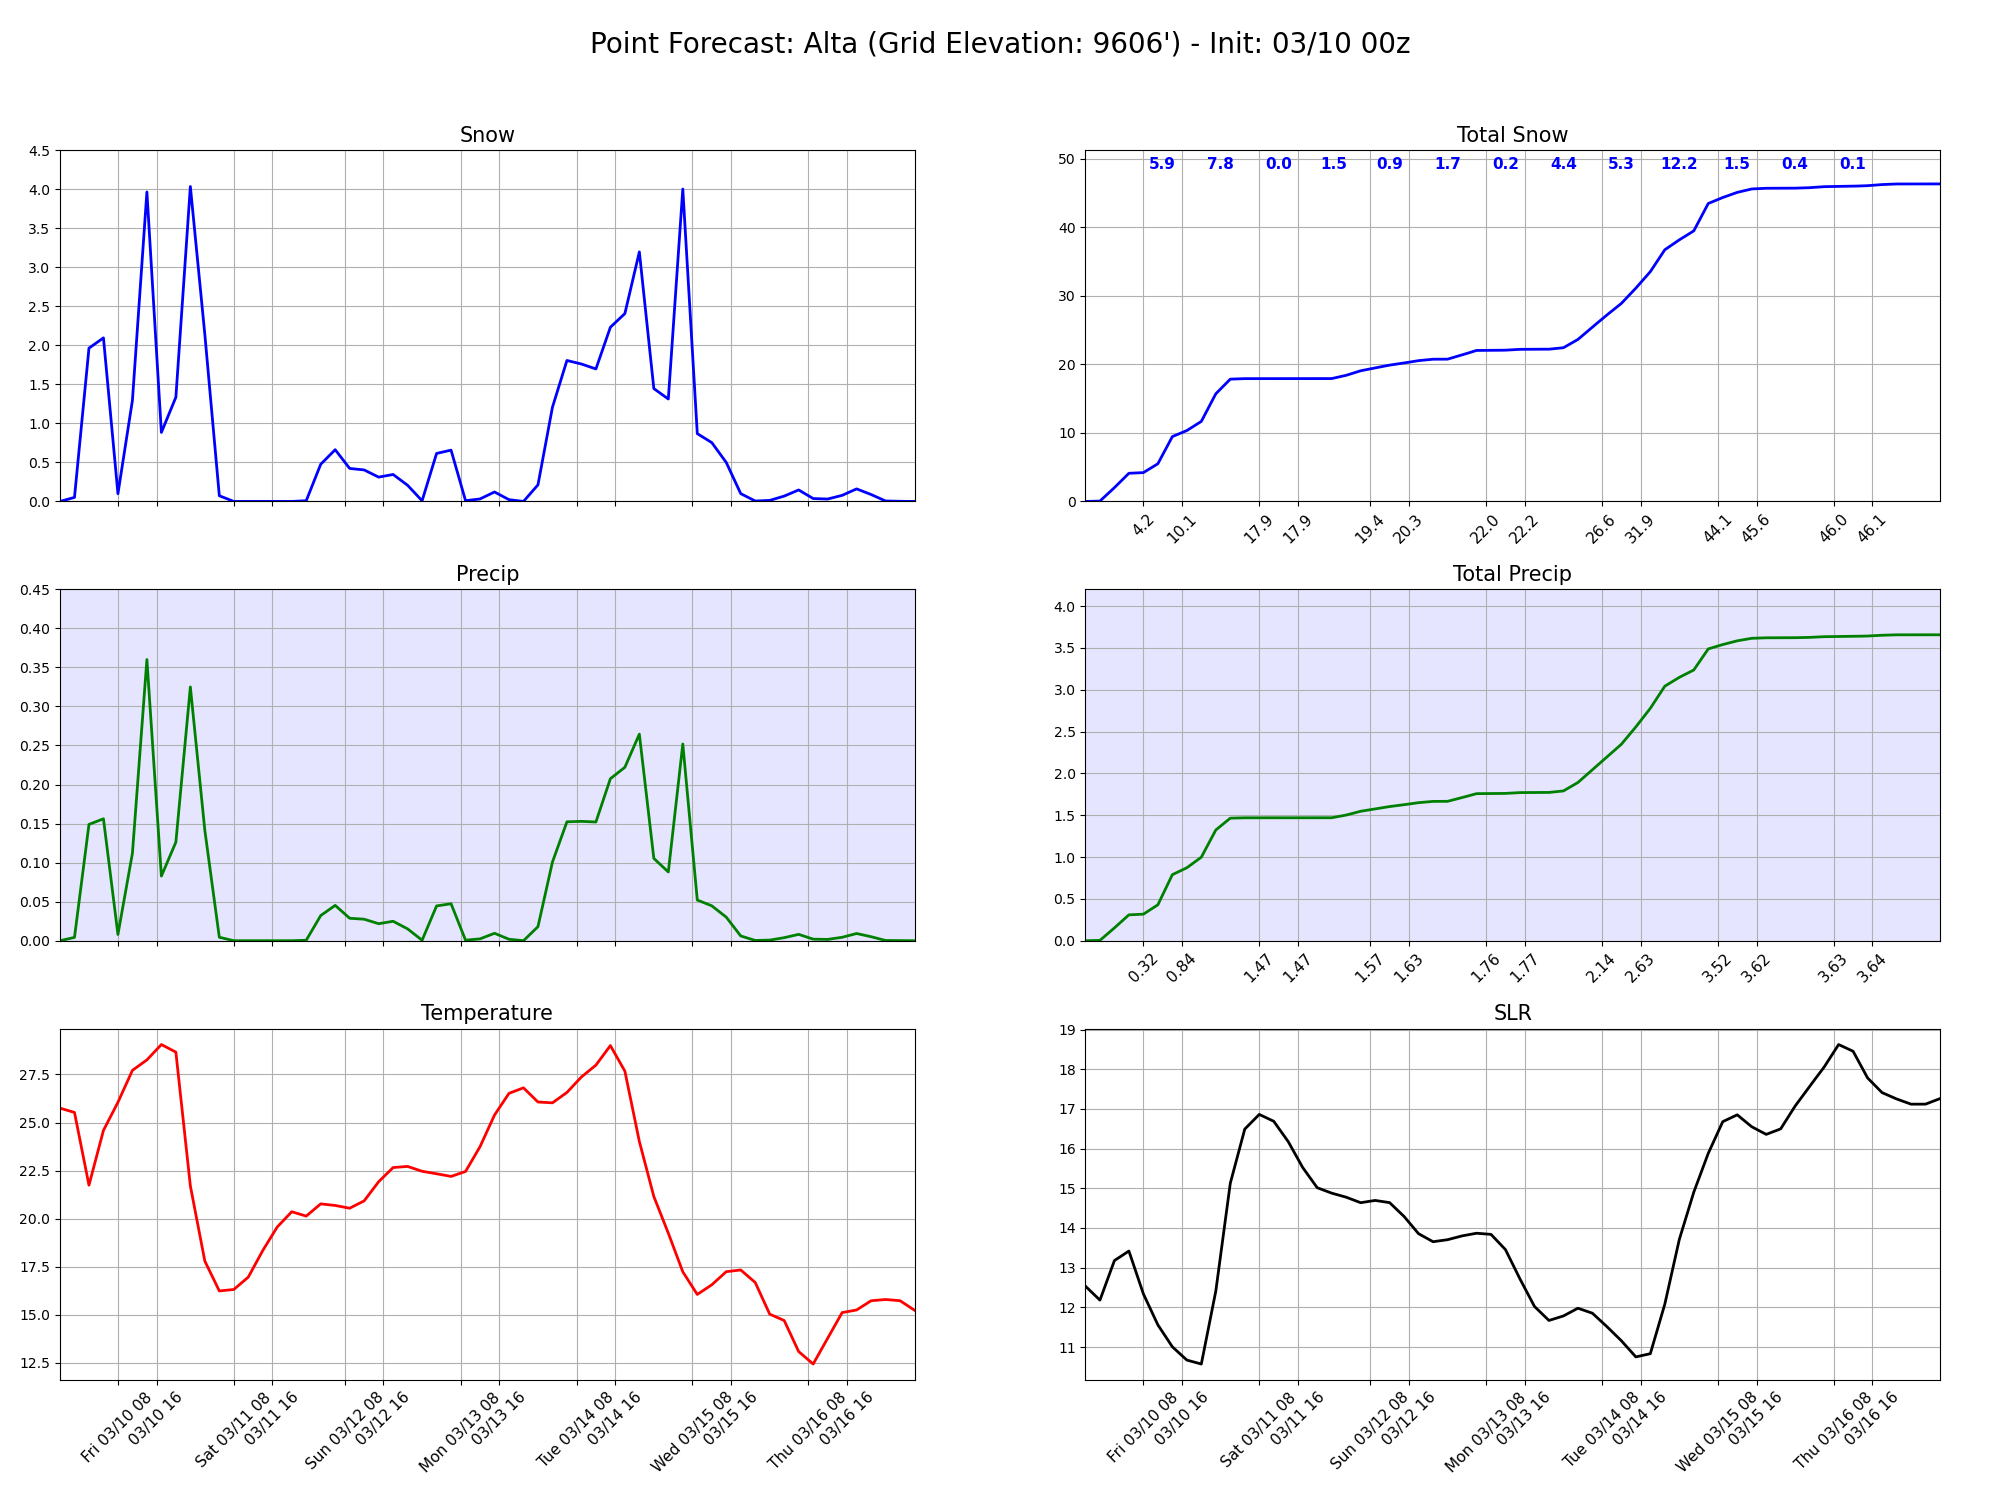 Point Forecast: Alta (Grid Elevation: 9606') - Init: 03/10 00z
Snow
4.5
4.0
3.5
3.0
2.5
2.0
1.5
1.0
0.5
0.0
Total Snow
5.9 7.8 0.0 1.5 0.9 1.7 0.2 4.4 5.3 12.2 1.5 0.4 0.1
50
40
30
20
10
0
4.2 10.1 17.9 17.9 19.4 20.3 22.0 22.2 26.6 31.9 44.1 45.6 46.0 46.1
Precip
0.45
0.40
0.35
0.30
0.25
0.20
0.15
0.10
0.05
0.00
Total Precip
4.0
3.5
3.0
2.5
2.0
1.5
1.0
0.5
0.0
0.32 0.84 1.47 1.47 1.57 1.63 1.76 1.77 2.14 2.63 3.52 3.62 3.63 3.64
Temperature
27.5
25.0
22.5
20.0
17.5
15.0
12.5
Fri 03/10 08
03/10 16
Sat 03/11 08
03/11 16
Sun 03/12 08
03/12 16
Mon 03/13 08
03/13 16
Tue 03/14 08
03/14 16
Wed 03/15 08
03/15 16
Thu 03/16 08
03/16 16
SLR
19
18
17
16
15
14
13
12
11
Fri 03/10 08
03/10 16
Sat 03/11 08
03/11 16
Sun 03/12 08
03/12 16
Mon 03/13 08
03/13 16
Tue 03/14 08
03/14 16
Wed 03/15 08
03/15 16
Thu 03/16 08
03/16 16